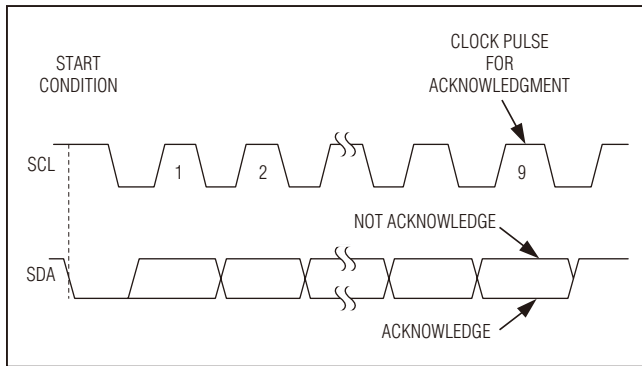 START
CONDITION
CLOCK PULSE
FOR
ACKNOWLEDGMENT
SCL
1
2
9
NOT ACKNOWLEDGE
SDA
ACKNOWLEDGE